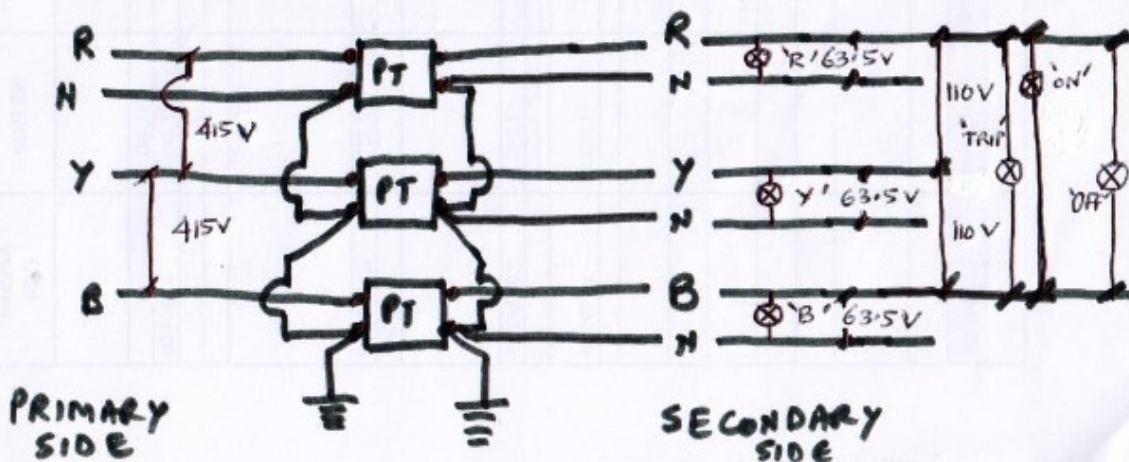 R
N
Y
B
415V
415V
PT
PT
PT
PRIMARY
SIDE
R
N
Y
N
B
N
'R' 63.5V
'Y' 63.5V
'B' 63.5V
110V
110V
'TRIP'
'ON'
'OFF'
SECONDARY
SIDE